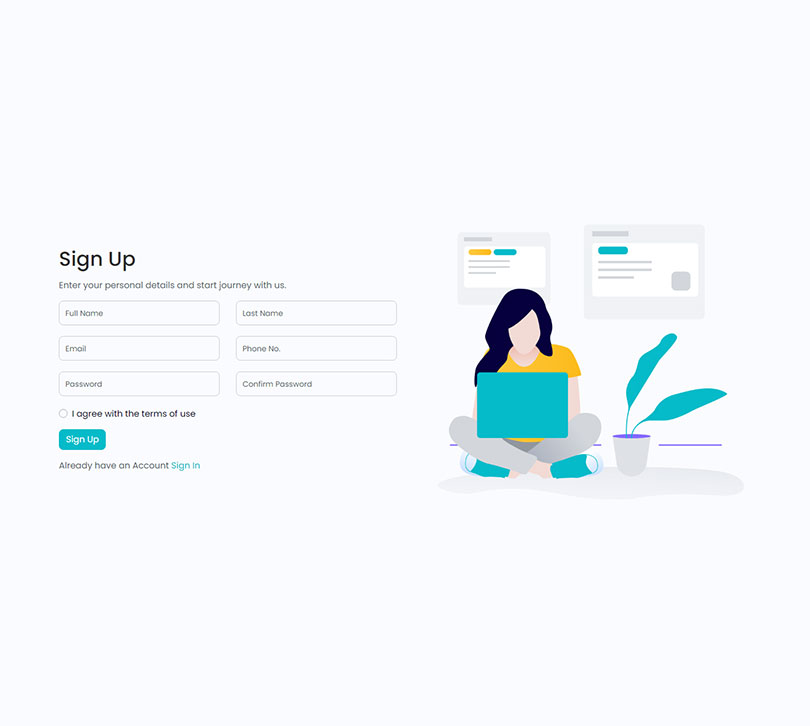 Sign Up
Enter your personal details and start journey with us.
Full Name
Last Name
Email
Phone No.
Password
Confirm Password
I agree with the terms of use
Sign Up
Already have an Account Sign In